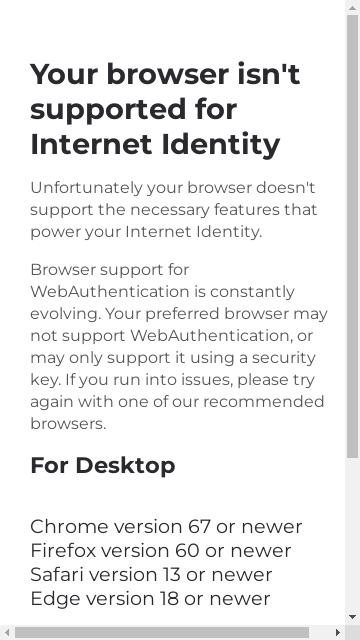 Your browser isn't
supported for
Internet Identity
Unfortunately your browser doesn't
support the necessary features that
power your Internet Identity.
Browser support for
WebAuthentication is constantly
evolving. Your preferred browser may
not support WebAuthentication, or
may only support it using a security
key. If you run into issues, please try
again with one of our recommended
browsers.
For Desktop
Chrome version 67 or newer
Firefox version 60 or newer
Safari version 13 or newer
Edge version 18 or newer